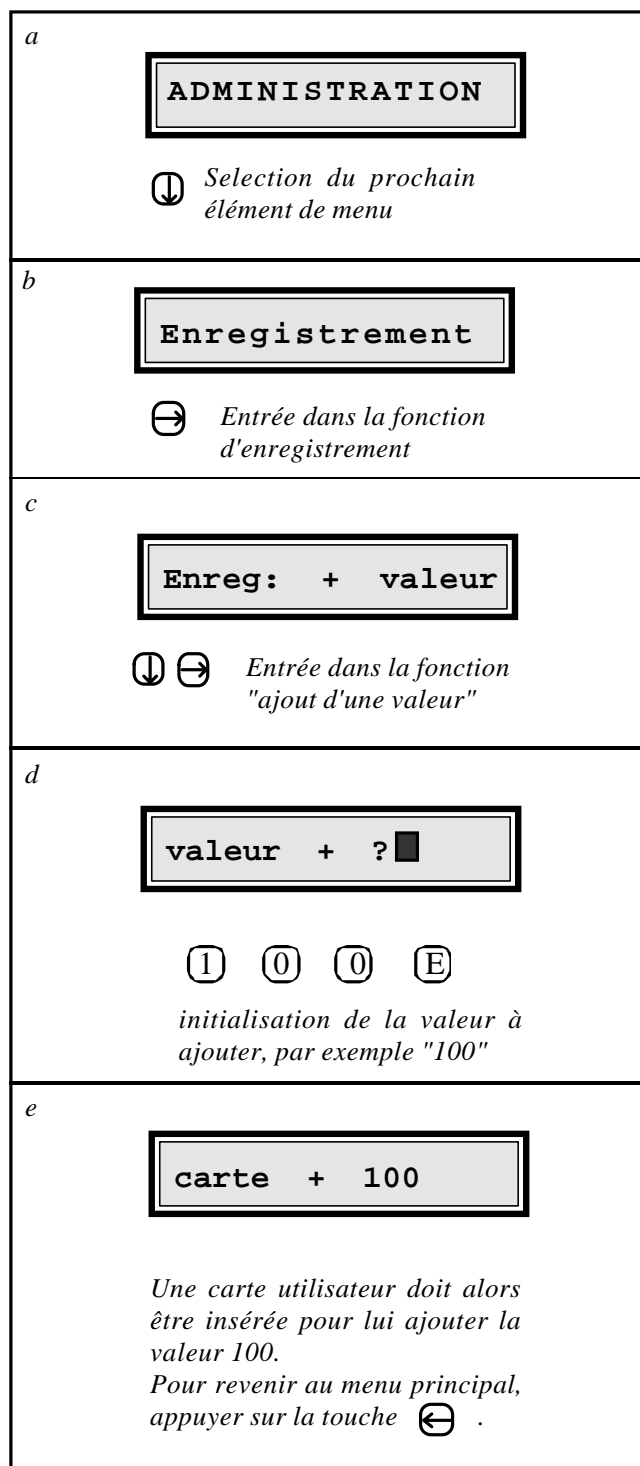 a
ADMINISTRATION
↓ Selection du prochain
élément de menu
b
Enregistrement
→ Entrée dans la fonction
d'enregistrement
c
Enreg: + valeur
↓ → Entrée dans la fonction
"ajout d'une valeur"
d
valeur + ?
1 0 0 E
initialisation de la valeur à
ajouter, par exemple "100"
e
carte + 100
Une carte utilisateur doit alors
être insérée pour lui ajouter la
valeur 100.
Pour revenir au menu principal,
appuyer sur la touche ← .